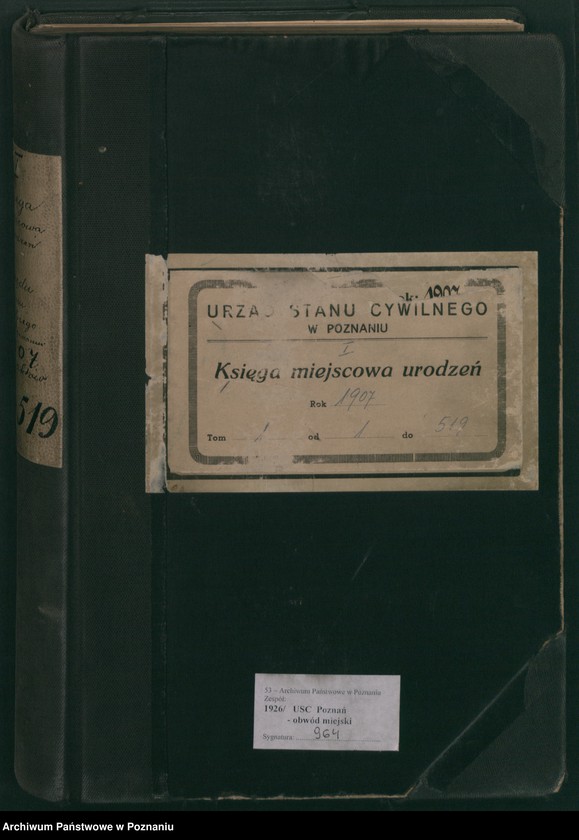 I
519
1907
URZĄD STANU CYWILNEGO
W POZNANIU
I
Księga miejscowa urodzeń
Rok 1907
Tom 1 od 1 do 519
53 – Archiwum Państwowe w Poznaniu
Zespół:
1926/ USC Poznań
- obwód miejski
Sygnatura: 964
Archiwum Państwowe w Poznaniu